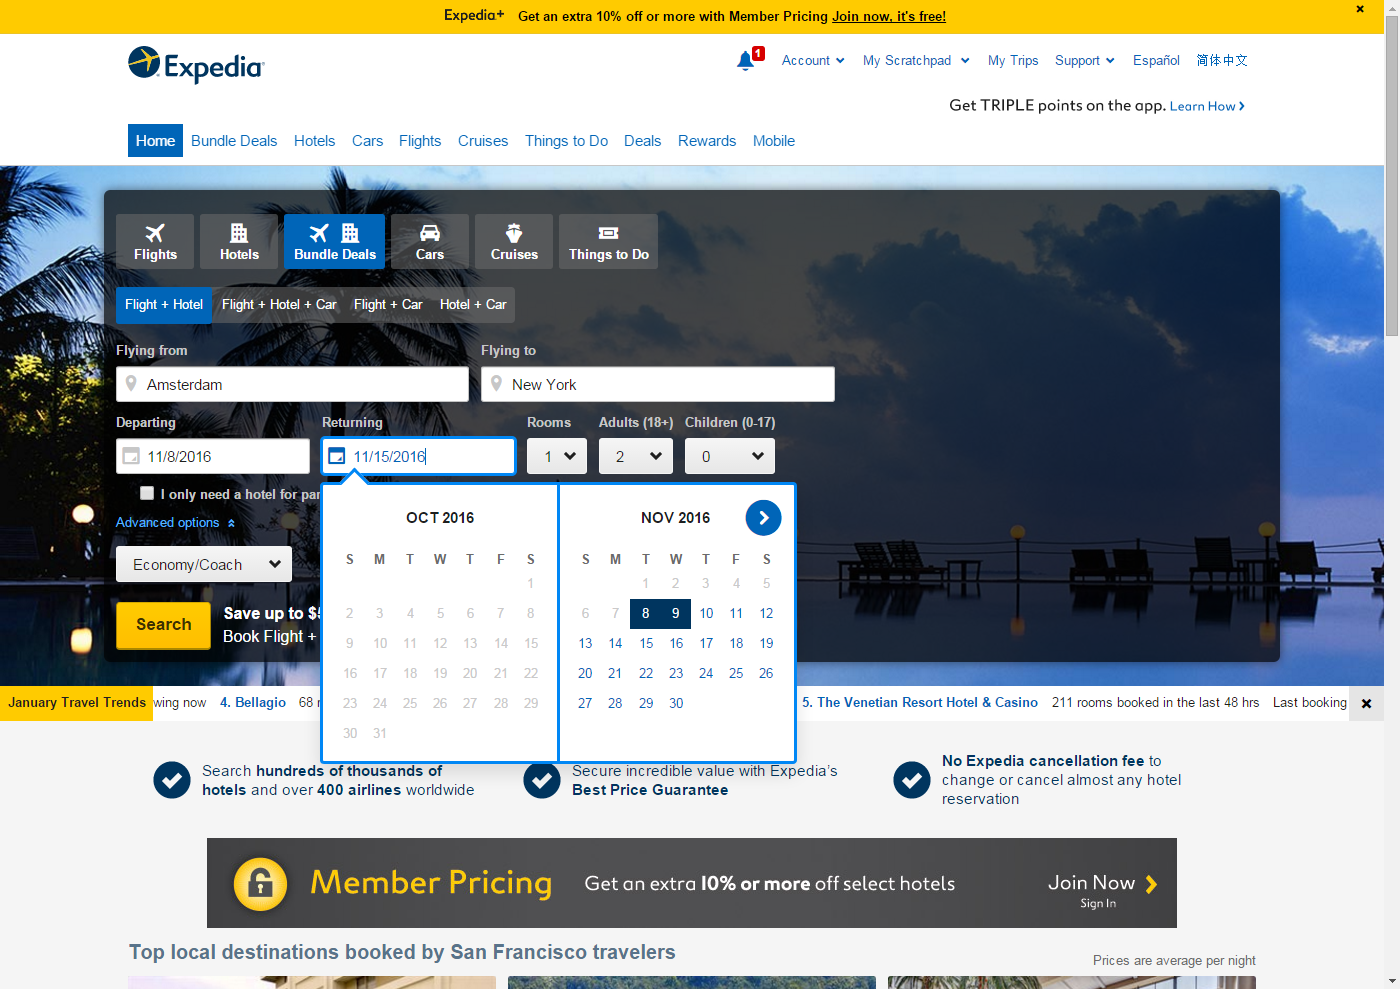 Expedia+ Get an extra 10% off or more with Member Pricing Join now, it's free!
Expedia
1
Account My Scratchpad My Trips Support Español 简体中文
Get TRIPLE points on the app. Learn How
Home Bundle Deals Hotels Cars Flights Cruises Things to Do Deals Rewards Mobile
Flights Hotels Bundle Deals Cars Cruises Things to Do
Flight + Hotel Flight + Hotel + Car Flight + Car Hotel + Car
Flying from Flying to
Amsterdam New York
Departing Returning Rooms Adults (18+) Children (0-17)
11/8/2016 11/15/2016 1 2 0
I only need a hotel for par
Advanced options
Economy/Coach
Search
Save up to $5
Book Flight +
OCT 2016
S M T W T F S
1
2 3 4 5 6 7 8
9 10 11 12 13 14 15
16 17 18 19 20 21 22
23 24 25 26 27 28 29
30 31
NOV 2016
S M T W T F S
1 2 3 4 5
6 7 8 9 10 11 12
13 14 15 16 17 18 19
20 21 22 23 24 25 26
27 28 29 30
January Travel Trends wing now 4. Bellagio 68 5. The Venetian Resort Hotel & Casino 211 rooms booked in the last 48 hrs Last booking
Search hundreds of thousands of
hotels and over 400 airlines worldwide
Secure incredible value with Expedia's
Best Price Guarantee
No Expedia cancellation fee to
change or cancel almost any hotel
reservation
Member Pricing Get an extra 10% or more off select hotels Join Now
Sign In
Top local destinations booked by San Francisco travelers
Prices are average per night